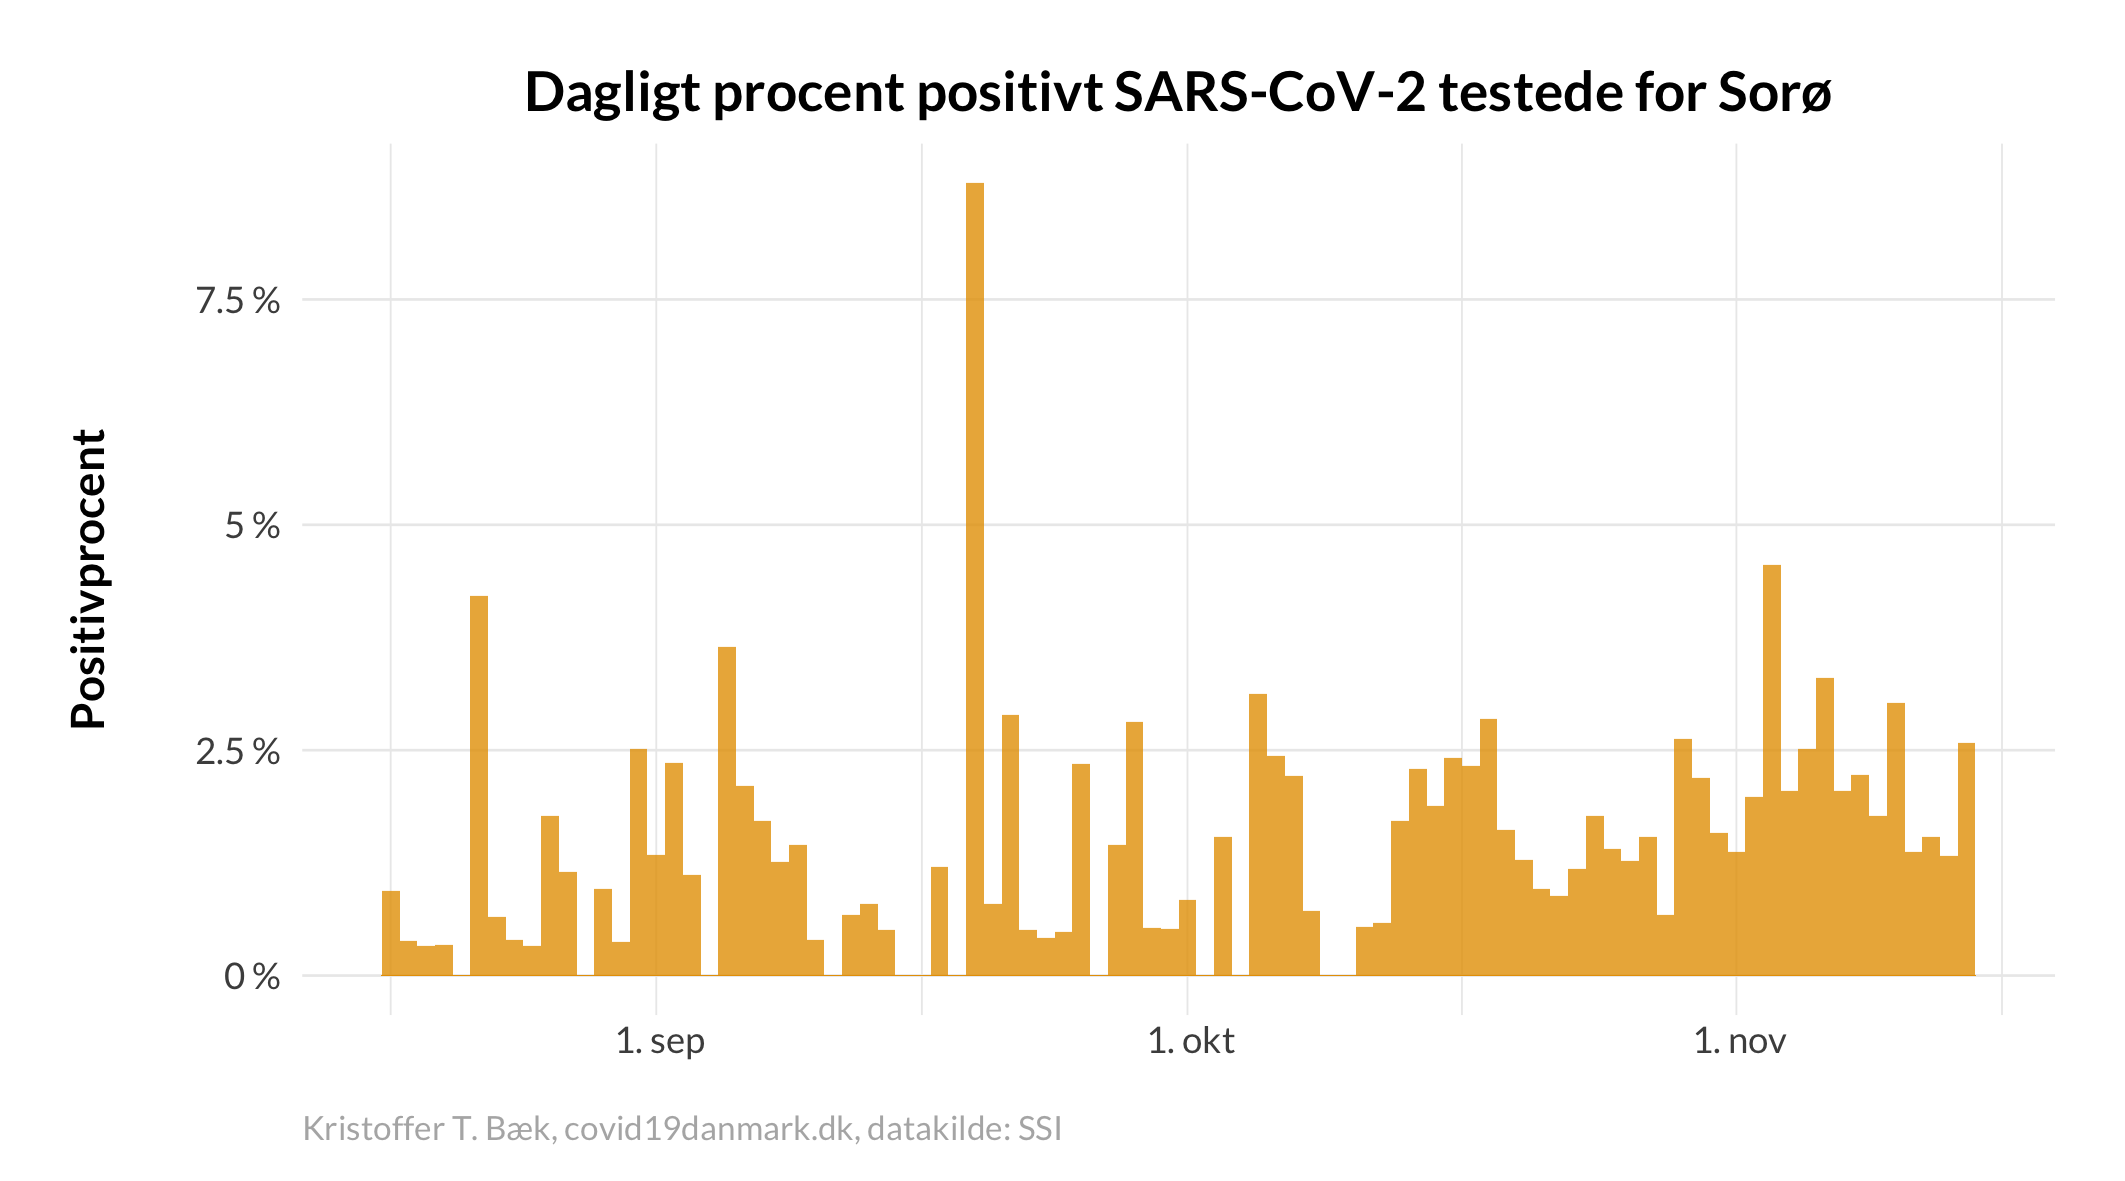 Dagligt procent positivt SARS-CoV-2 testede for Sorø
Positivprocent
7.5 %
5 %
2.5 %
0 %
1. sep
1. okt
1. nov
Kristoffer T. Bæk, covid19danmark.dk, datakilde: SSI